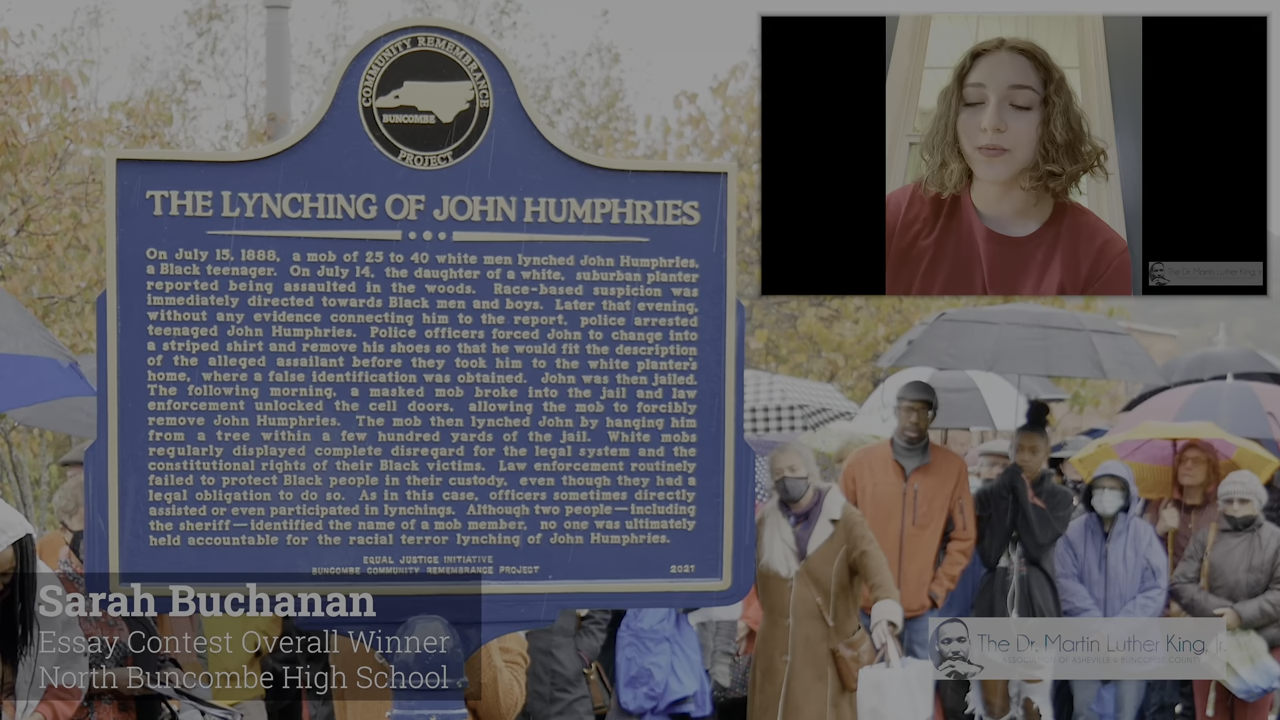 COMMUNITY REMEMBRANCE
BUNCOMBE
PROJECT
THE LYNCHING OF JOHN HUMPHRIES
On July 15, 1888, a mob of 25 to 40 white men lynched John Humphries,
a Black teenager. On July 14, the daughter of a white, suburban planter
reported being assaulted in the woods. Race-based suspicion was
immediately directed towards Black men and boys. Later that evening,
without any evidence connecting him to the report, police arrested
teenaged John Humphries. Police officers forced John to change into
a striped shirt and remove his shoes so that he would fit the description
of the alleged assailant before they took him to the white planter's
home, where a false identification was obtained. John was then jailed.
The following morning, a masked mob broke into the jail and law
enforcement unlocked the cell doors, allowing the mob to forcibly
remove John Humphries. The mob then lynched John by hanging him
from a tree within a few hundred yards of the jail. White mobs
regularly displayed complete disregard for the legal system and the
constitutional rights of their Black victims. Law enforcement routinely
failed to protect Black people in their custody, even though they had a
legal obligation to do so. As in this case, officers sometimes directly
assisted or even participated in lynchings. Although two people—including
the sheriff—identified the name of a mob member, no one was ultimately
held accountable for the racial terror lynching of John Humphries.
EQUAL JUSTICE INITIATIVE
BUNCOMBE COMMUNITY REMEMBRANCE PROJECT 2021
The Dr. Martin Luther King,
Sarah Buchanan
Essay Contest Overall Winner
North Buncombe High School
The Dr. Martin Luther King, Jr.
ASSOCIATION OF ASHEVILLE & BUNCOMBE COUNTY